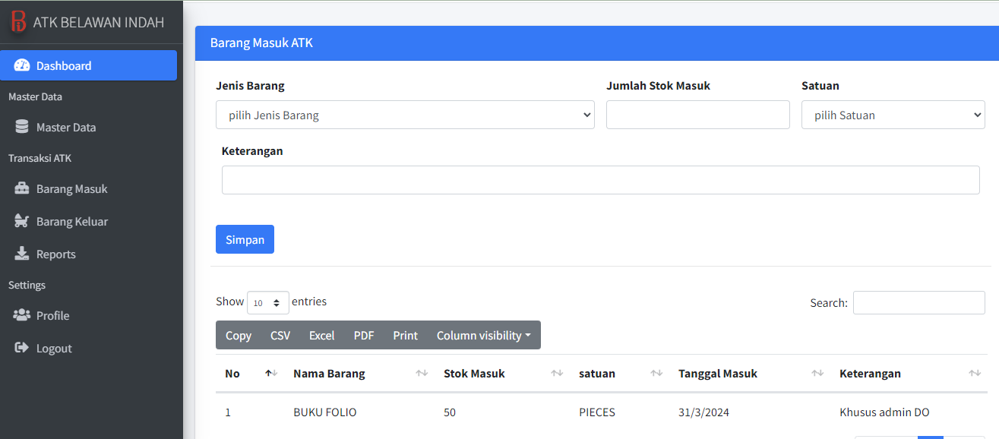 ATK BELAWAN INDAH
Dashboard
Master Data
Master Data
Transaksi ATK
Barang Masuk
Barang Keluar
Reports
Settings
Profile
Logout
Barang Masuk ATK
Jenis Barang Jumlah Stok Masuk Satuan
pilih Jenis Barang pilih Satuan
Keterangan
Simpan
Show 10 entries Search:
Copy CSV Excel PDF Print Column visibility
No Nama Barang Stok Masuk satuan Tanggal Masuk Keterangan
1 BUKU FOLIO 50 PIECES 31/3/2024 Khusus admin DO